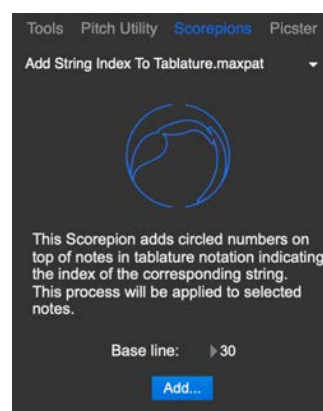 Tools Pitch Utility Scorepions Picster
Add String Index To Tablature.maxpat
This Scorepion adds circled numbers on
top of notes in tablature notation indicating
the index of the corresponding string.
This process will be applied to selected
notes.
Base line: 30
Add...